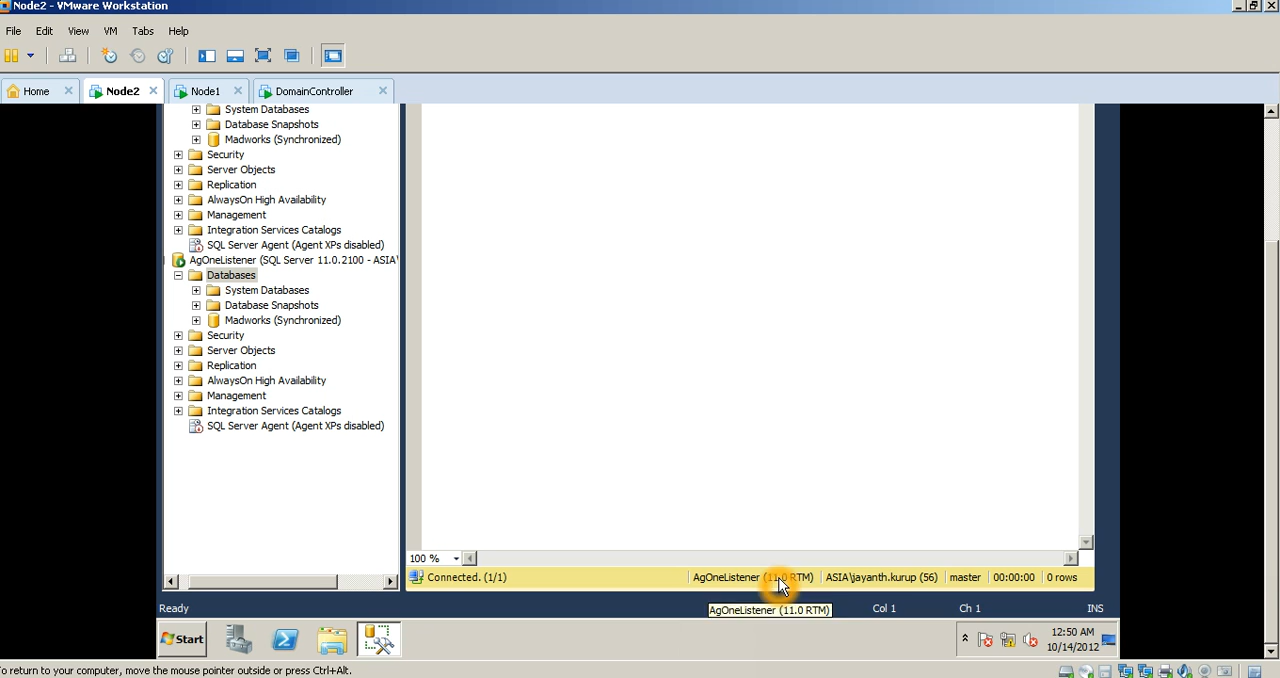 Node2 - VMware Workstation
File Edit View VM Tabs Help
Home Node2 Node1 DomainController
System Databases
Database Snapshots
Madworks (Synchronized)
Security
Server Objects
Replication
AlwaysOn High Availability
Management
Integration Services Catalogs
SQL Server Agent (Agent XPs disabled)
AgOneListener (SQL Server 11.0.2100 - ASIA\
Databases
System Databases
Database Snapshots
Madworks (Synchronized)
Security
Server Objects
Replication
AlwaysOn High Availability
Management
Integration Services Catalogs
SQL Server Agent (Agent XPs disabled)
100 %
Connected. (1/1) AgOneListener (11.0 RTM) ASIA\jayanth.kurup (56) master 00:00:00 0 rows
Ready Col 1 Ch 1 INS
AgOneListener (11.0 RTM)
Start 12:50 AM
10/14/2012
o return to your computer, move the mouse pointer outside or press Ctrl+Alt.